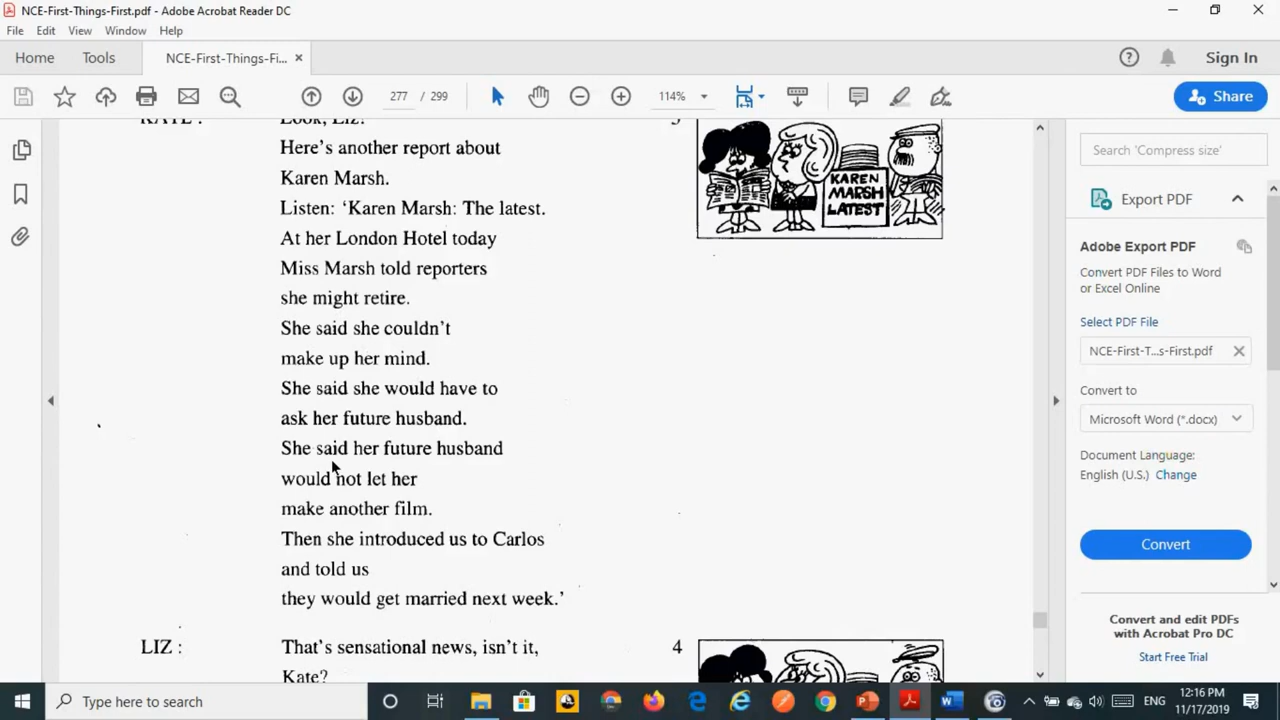 NCE-First-Things-First.pdf - Adobe Acrobat Reader DC
File Edit View Window Help
Home Tools NCE-First-Things-Fi... × Sign In
277 / 299 114% Share
KATE : Look, Liz! 3
Here's another report about
Karen Marsh.
Listen: 'Karen Marsh: The latest.
At her London Hotel today
Miss Marsh told reporters
she might retire.
She said she couldn't
make up her mind.
She said she would have to
ask her future husband.
She said her future husband
would not let her
make another film.
Then she introduced us to Carlos
and told us
they would get married next week.'
LIZ : That's sensational news, isn't it, 4
Kate?
KAREN
MARSH
LATEST
Search 'Compress size'
Export PDF
Adobe Export PDF
Convert PDF Files to Word
or Excel Online
Select PDF File
NCE-First-T...s-First.pdf
Convert to
Microsoft Word (*.docx)
Document Language:
English (U.S.) Change
Convert
Convert and edit PDFs
with Acrobat Pro DC
Start Free Trial
Type here to search
ENG
12:16 PM
11/17/2019